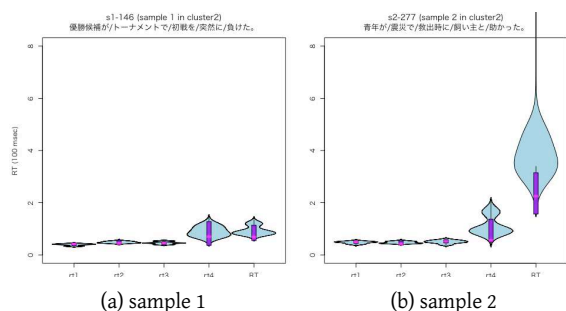 s1-146 (sample 1 in cluster2)
優勝候補が/トーナメントで/初戦を/突然に/負けた。
RT (100 msec)
8
6
4
2
0
rt1 rt2 rt3 rt4 RT
(a) sample 1
s2-277 (sample 2 in cluster2)
青年が/震災で/救出時に/飼い主と/助かった。
8
6
4
2
0
rt1 rt2 rt3 rt4 RT
(b) sample 2